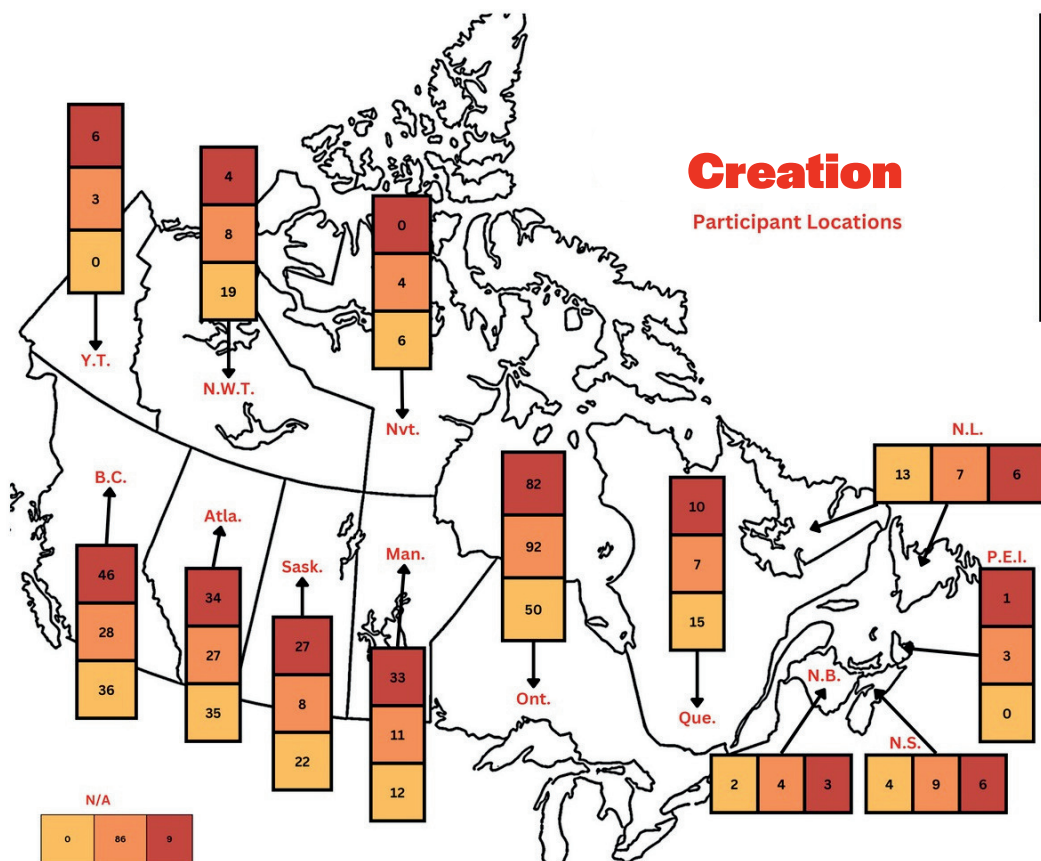 Creation
Participant Locations
6
3
0
Y.T.
4
8
19
N.W.T.
0
4
6
Nvt.
B.C.
46
28
36
Atla.
34
27
35
Sask.
27
8
22
Man.
33
11
12
82
92
50
Ont.
10
7
15
Que.
N.L.
13 7 6
P.E.I.
1
3
0
N.B.
2 4 3
N.S.
4 9 6
N/A
0 86 9